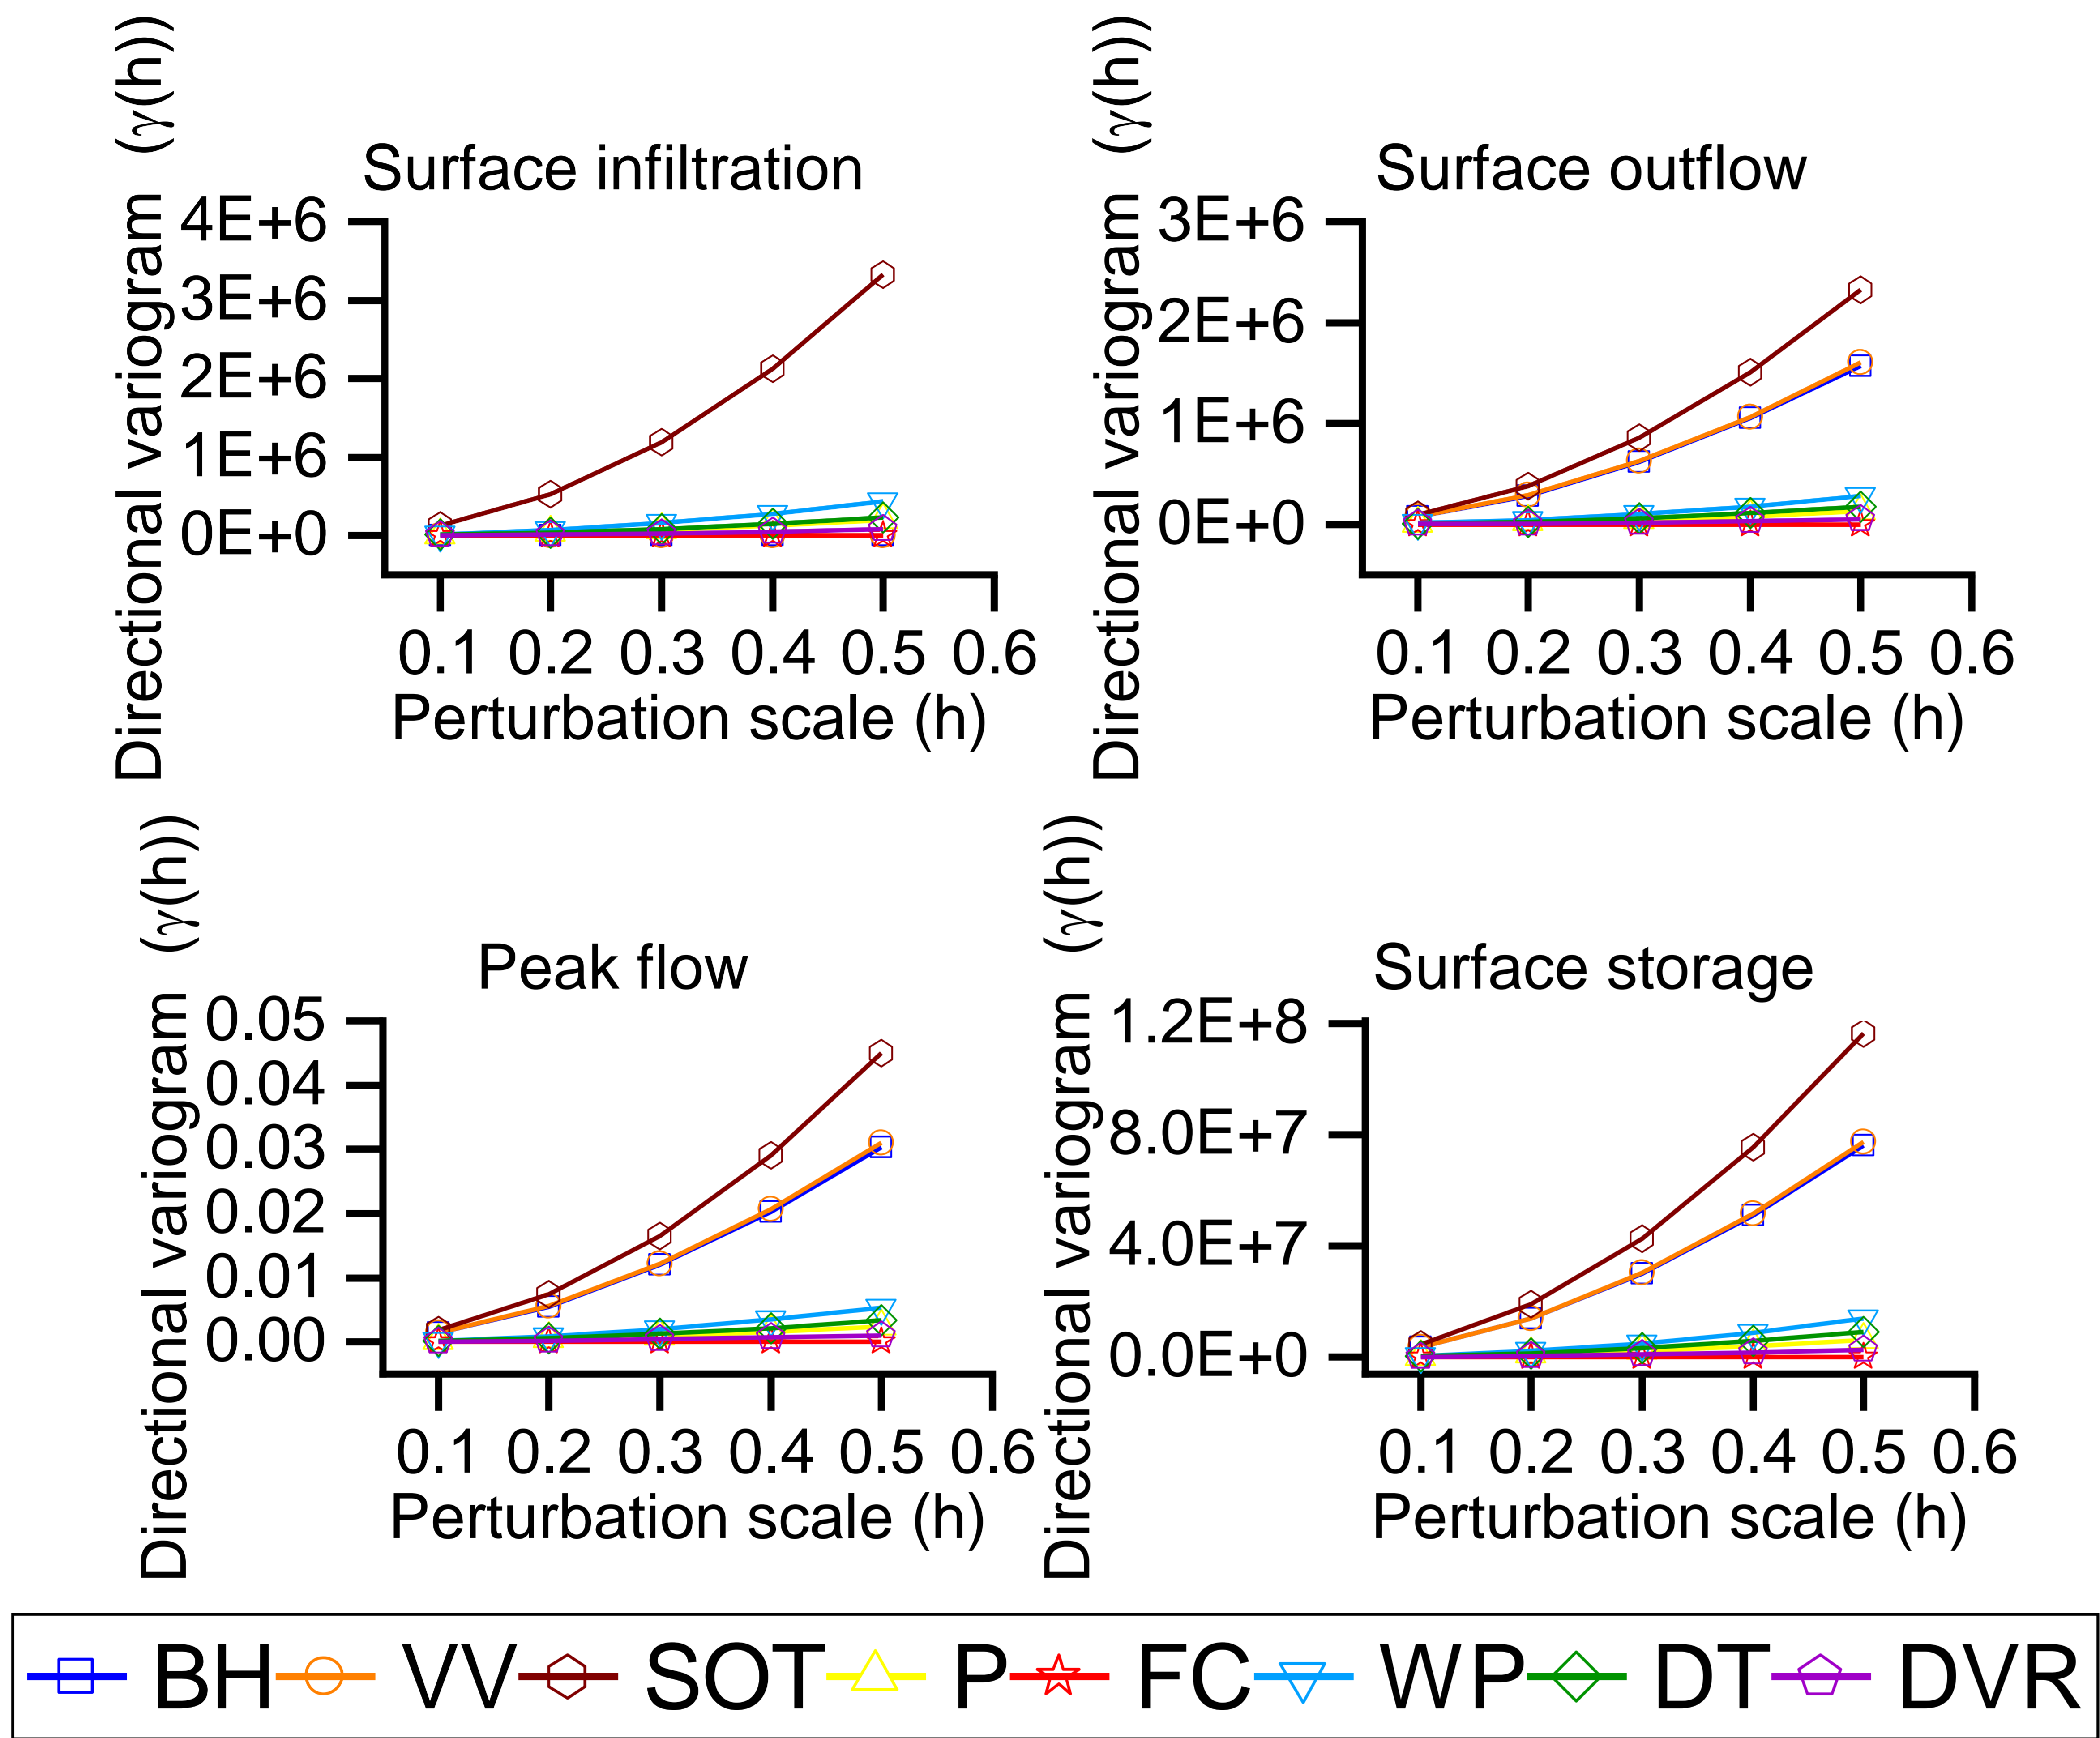 Surface infiltration
Directional variogram (γ(h))
4E+6
3E+6
2E+6
1E+6
0E+0
0.1 0.2 0.3 0.4 0.5 0.6
Perturbation scale (h)
Surface outflow
Directional variogram (γ(h))
3E+6
2E+6
1E+6
0E+0
0.1 0.2 0.3 0.4 0.5 0.6
Perturbation scale (h)
Peak flow
Directional variogram (γ(h))
0.05
0.04
0.03
0.02
0.01
0.00
0.1 0.2 0.3 0.4 0.5 0.6
Perturbation scale (h)
Surface storage
Directional variogram (γ(h))
1.2E+8
8.0E+7
4.0E+7
0.0E+0
0.1 0.2 0.3 0.4 0.5 0.6
Perturbation scale (h)
BH VV SOT P FC WP DT DVR